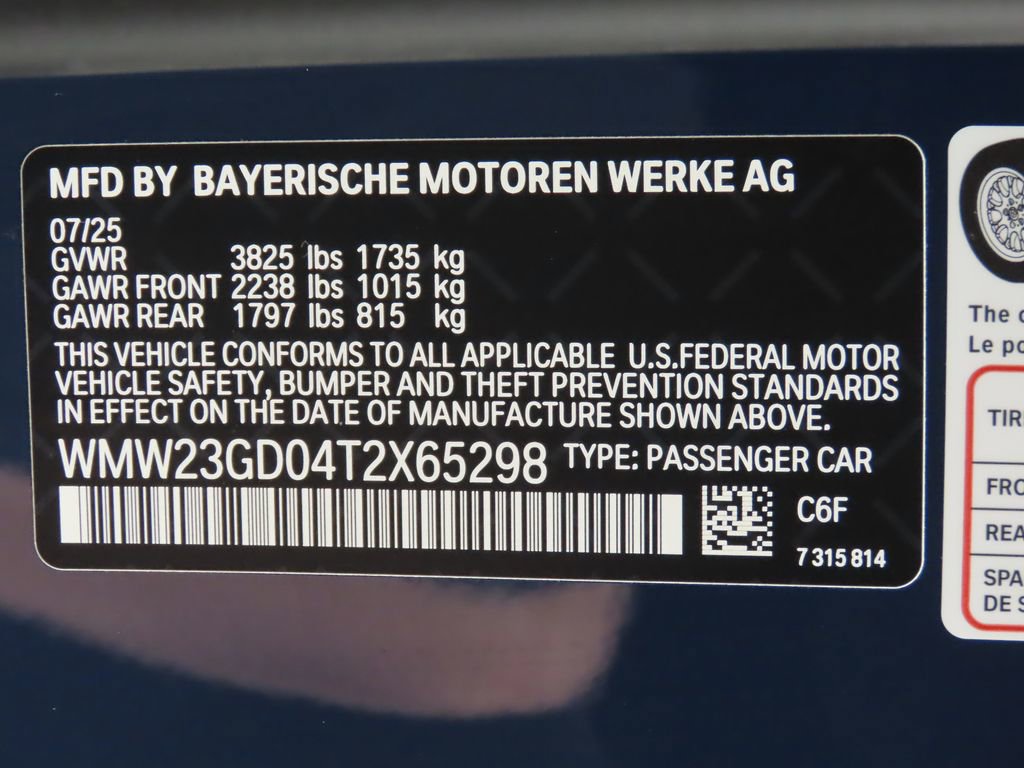 MFD BY BAYERISCHE MOTOREN WERKE AG
07/25
GVWR 3825 lbs 1735 kg
GAWR FRONT 2238 lbs 1015 kg
GAWR REAR 1797 lbs 815 kg
THIS VEHICLE CONFORMS TO ALL APPLICABLE U.S.FEDERAL MOTOR
VEHICLE SAFETY, BUMPER AND THEFT PREVENTION STANDARDS
IN EFFECT ON THE DATE OF MANUFACTURE SHOWN ABOVE.
WMW23GD04T2X65298 TYPE: PASSENGER CAR
C6F
7 315 814
The
Le
DE